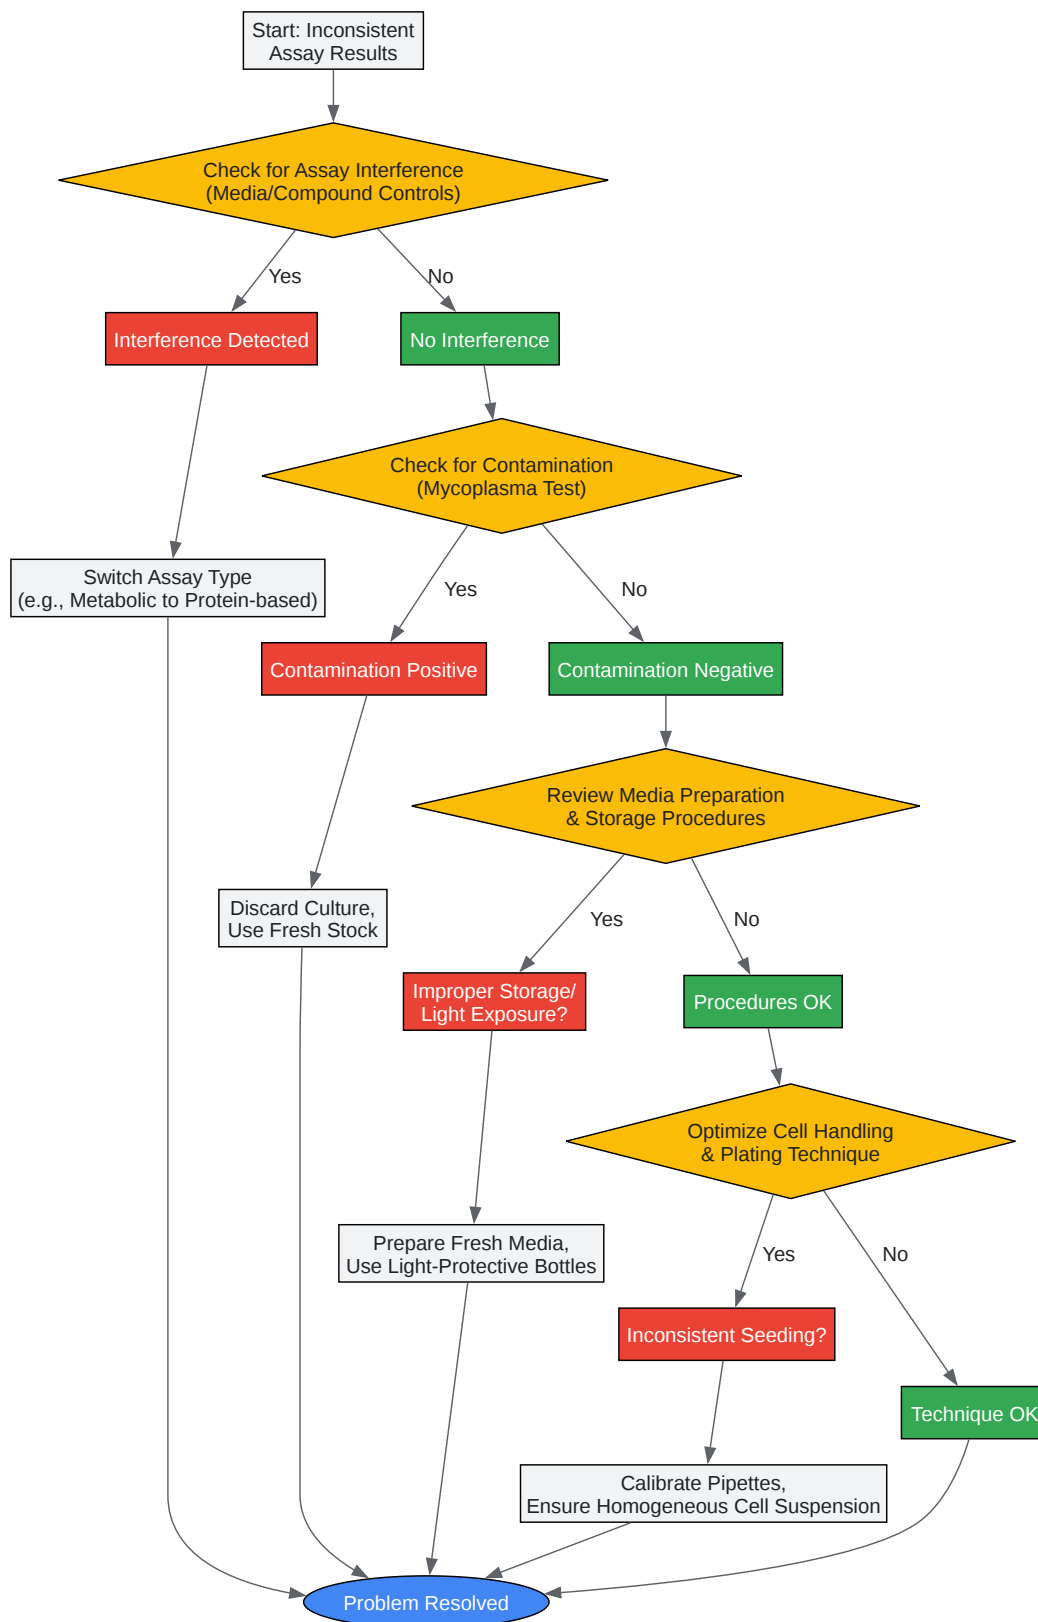 Start: Inconsistent
Assay Results
Check for Assay Interference
(Media/Compound Controls)
Yes
No
Interference Detected
No Interference
Check for Contamination
(Mycoplasma Test)
Switch Assay Type
(e.g., Metabolic to Protein-based)
Yes
No
Contamination Positive
Contamination Negative
Review Media Preparation
& Storage Procedures
Discard Culture,
Use Fresh Stock
Yes
No
Improper Storage/
Light Exposure?
Procedures OK
Optimize Cell Handling
& Plating Technique
Prepare Fresh Media,
Use Light-Protective Bottles
Yes
No
Inconsistent Seeding?
Technique OK
Calibrate Pipettes,
Ensure Homogeneous Cell Suspension
Problem Resolved